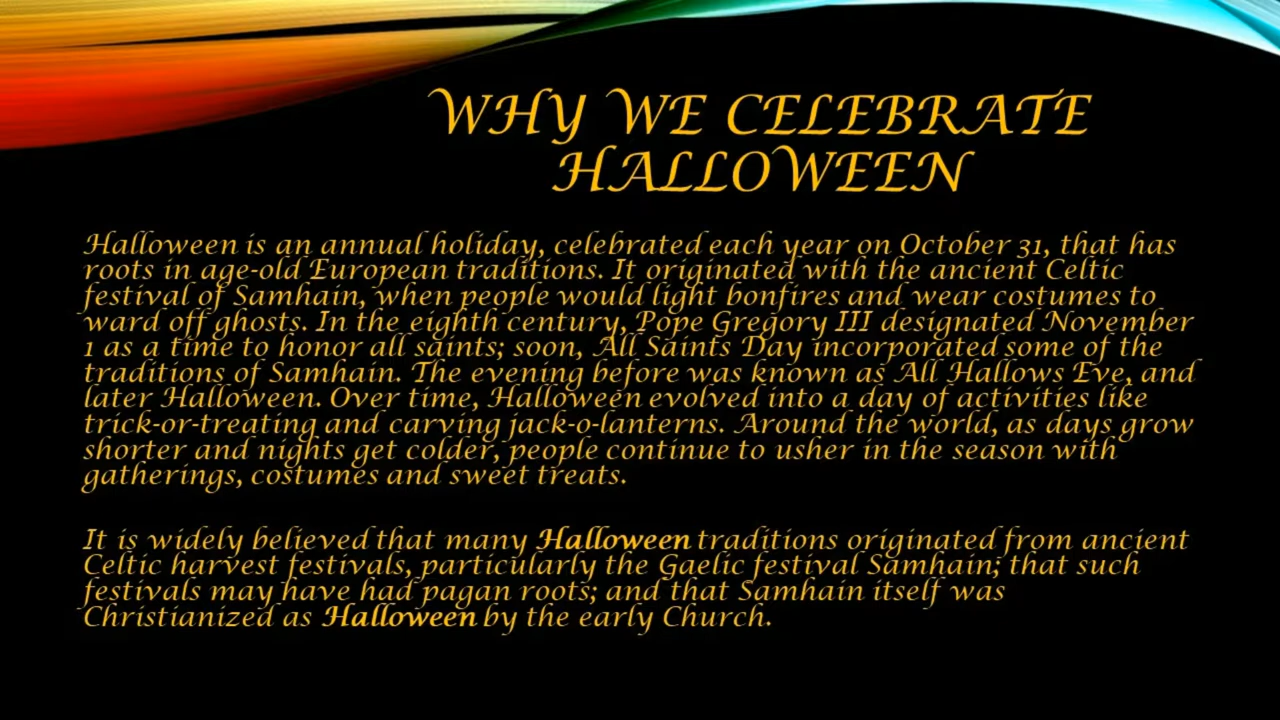 WHY WE CELEBRATE
HALLOWEEN
Halloween is an annual holiday, celebrated each year on October 31, that has
roots in age-old European traditions. It originated with the ancient Celtic
festival of Samhain, when people would light bonfires and wear costumes to
ward off ghosts. In the eighth century, Pope Gregory III designated November
1 as a time to honor all saints; soon, All Saints Day incorporated some of the
traditions of Samhain. The evening before was known as All Hallows Eve, and
later Halloween. Over time, Halloween evolved into a day of activities like
trick-or-treating and carving jack-o-lanterns. Around the world, as days grow
shorter and nights get colder, people continue to usher in the season with
gatherings, costumes and sweet treats.
It is widely believed that many Halloween traditions originated from ancient
Celtic harvest festivals, particularly the Gaelic festival Samhain; that such
festivals may have had pagan roots; and that Samhain itself was
Christianized as Halloween by the early Church.